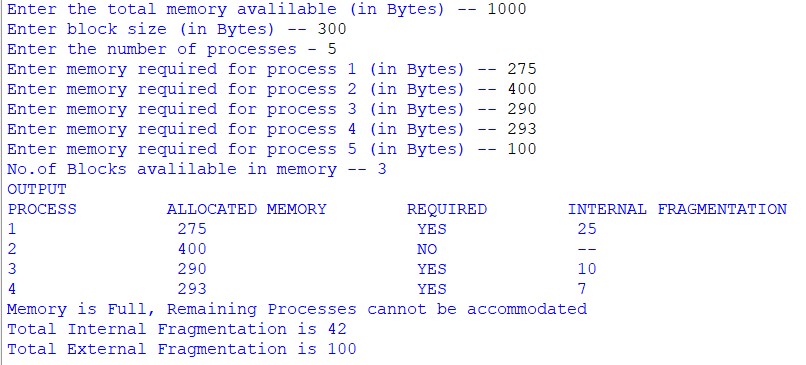 Enter the total memory avalilable (in Bytes) -- 1000
Enter block size (in Bytes) -- 300
Enter the number of processes - 5
Enter memory required for process 1 (in Bytes) -- 275
Enter memory required for process 2 (in Bytes) -- 400
Enter memory required for process 3 (in Bytes) -- 290
Enter memory required for process 4 (in Bytes) -- 293
Enter memory required for process 5 (in Bytes) -- 100
No.of Blocks avalilable in memory -- 3
OUTPUT
PROCESS ALLOCATED MEMORY REQUIRED INTERNAL FRAGMENTATION
1 275 YES 25
2 400 NO --
3 290 YES 10
4 293 YES 7
Memory is Full, Remaining Processes cannot be accommodated
Total Internal Fragmentation is 42
Total External Fragmentation is 100